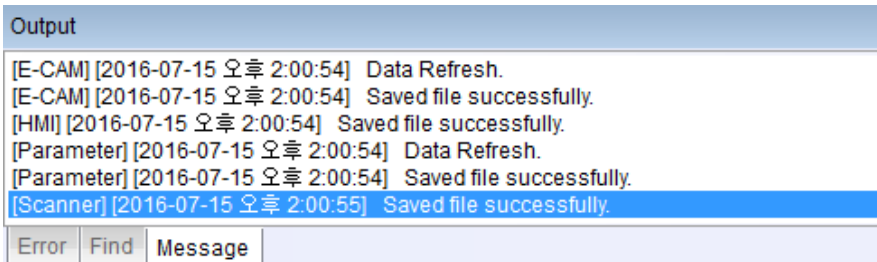 Output
[E-CAM] [2016-07-15 오후 2:00:54] Data Refresh.
[E-CAM] [2016-07-15 오후 2:00:54] Saved file successfully.
[HMI] [2016-07-15 오후 2:00:54] Saved file successfully.
[Parameter] [2016-07-15 오후 2:00:54] Data Refresh.
[Parameter] [2016-07-15 오후 2:00:54] Saved file successfully.
[Scanner] [2016-07-15 오후 2:00:55] Saved file successfully.
Error Find Message